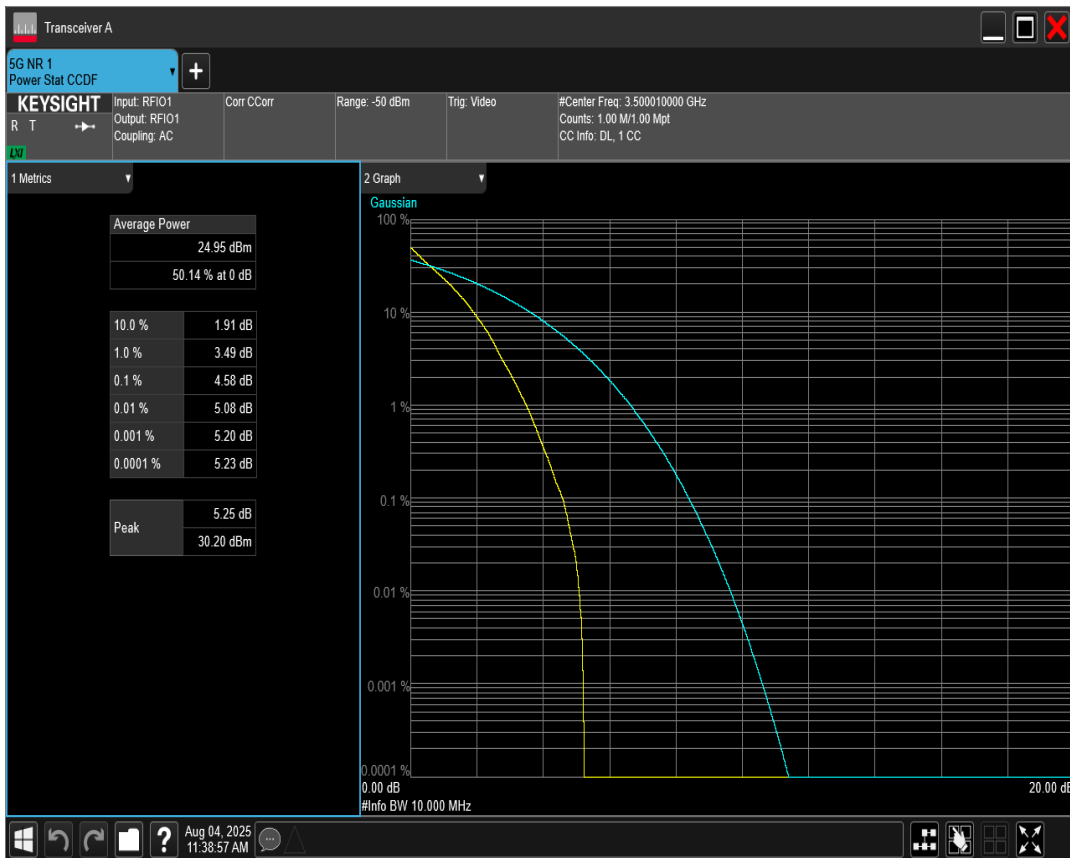 Transceiver A
5G NR 1
Power Stat CCDF
KEYSIGHT
R T
LXI
Input: RFIO1
Output: RFIO1
Coupling: AC
Corr CCorr
Range: -50 dBm
Trig: Video
#Center Freq: 3.500010000 GHz
Counts: 1.00 M/1.00 Mpt
CC Info: DL, 1 CC
1 Metrics
Average Power
24.95 dBm
50.14 % at 0 dB
10.0 % 1.91 dB
1.0 % 3.49 dB
0.1 % 4.58 dB
0.01 % 5.08 dB
0.001 % 5.20 dB
0.0001 % 5.23 dB
Peak
5.25 dB
30.20 dBm
2 Graph
Gaussian
100 %
10 %
1 %
0.1 %
0.01 %
0.001 %
0.0001 %
0.00 dB
20.00 dB
#Info BW 10.000 MHz
Aug 04, 2025
11:38:57 AM